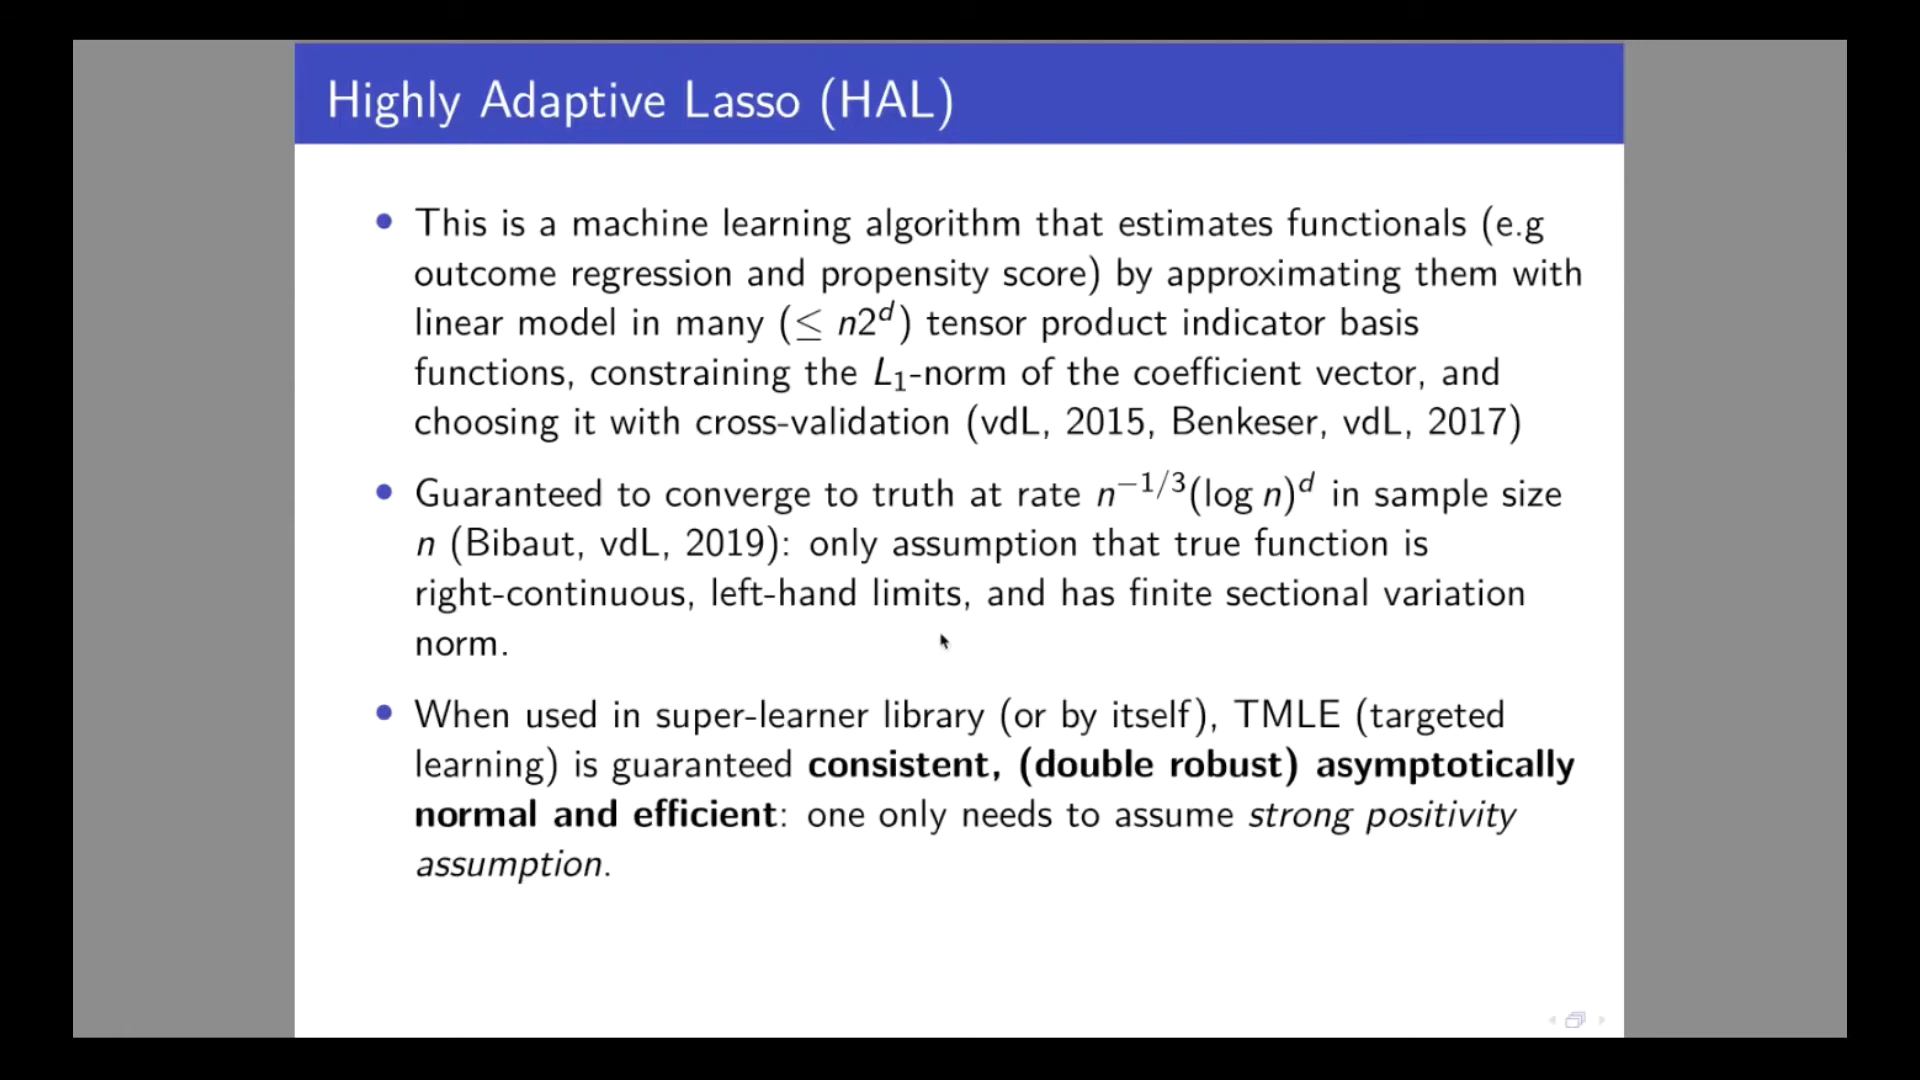 Highly Adaptive Lasso (HAL)
This is a machine learning algorithm that estimates functionals (e.g
outcome regression and propensity score) by approximating them with
linear model in many (≤ n2^d) tensor product indicator basis
functions, constraining the L₁-norm of the coefficient vector, and
choosing it with cross-validation (vdL, 2015, Benkeser, vdL, 2017)
Guaranteed to converge to truth at rate n^{-1/3}(log n)^d in sample size
n (Bibaut, vdL, 2019): only assumption that true function is
right-continuous, left-hand limits, and has finite sectional variation
norm.
When used in super-learner library (or by itself), TMLE (targeted
learning) is guaranteed consistent, (double robust) asymptotically
normal and efficient: one only needs to assume strong positivity
assumption.